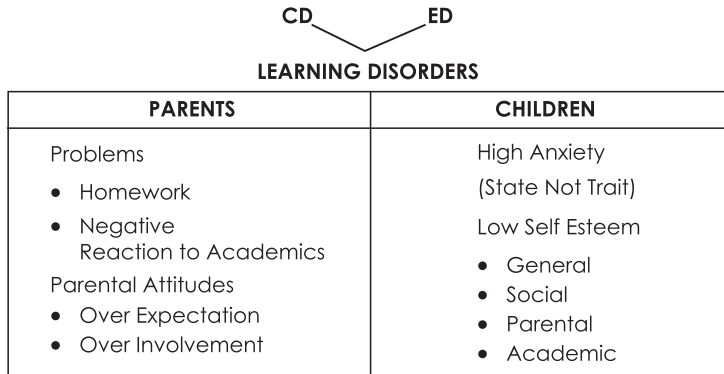 CD ED
LEARNING DISORDERS
PARENTS
Problems
• Homework
• Negative
Reaction to Academics
Parental Attitudes
• Over Expectation
• Over Involvement
CHILDREN
High Anxiety
(State Not Trait)
Low Self Esteem
• General
• Social
• Parental
• Academic